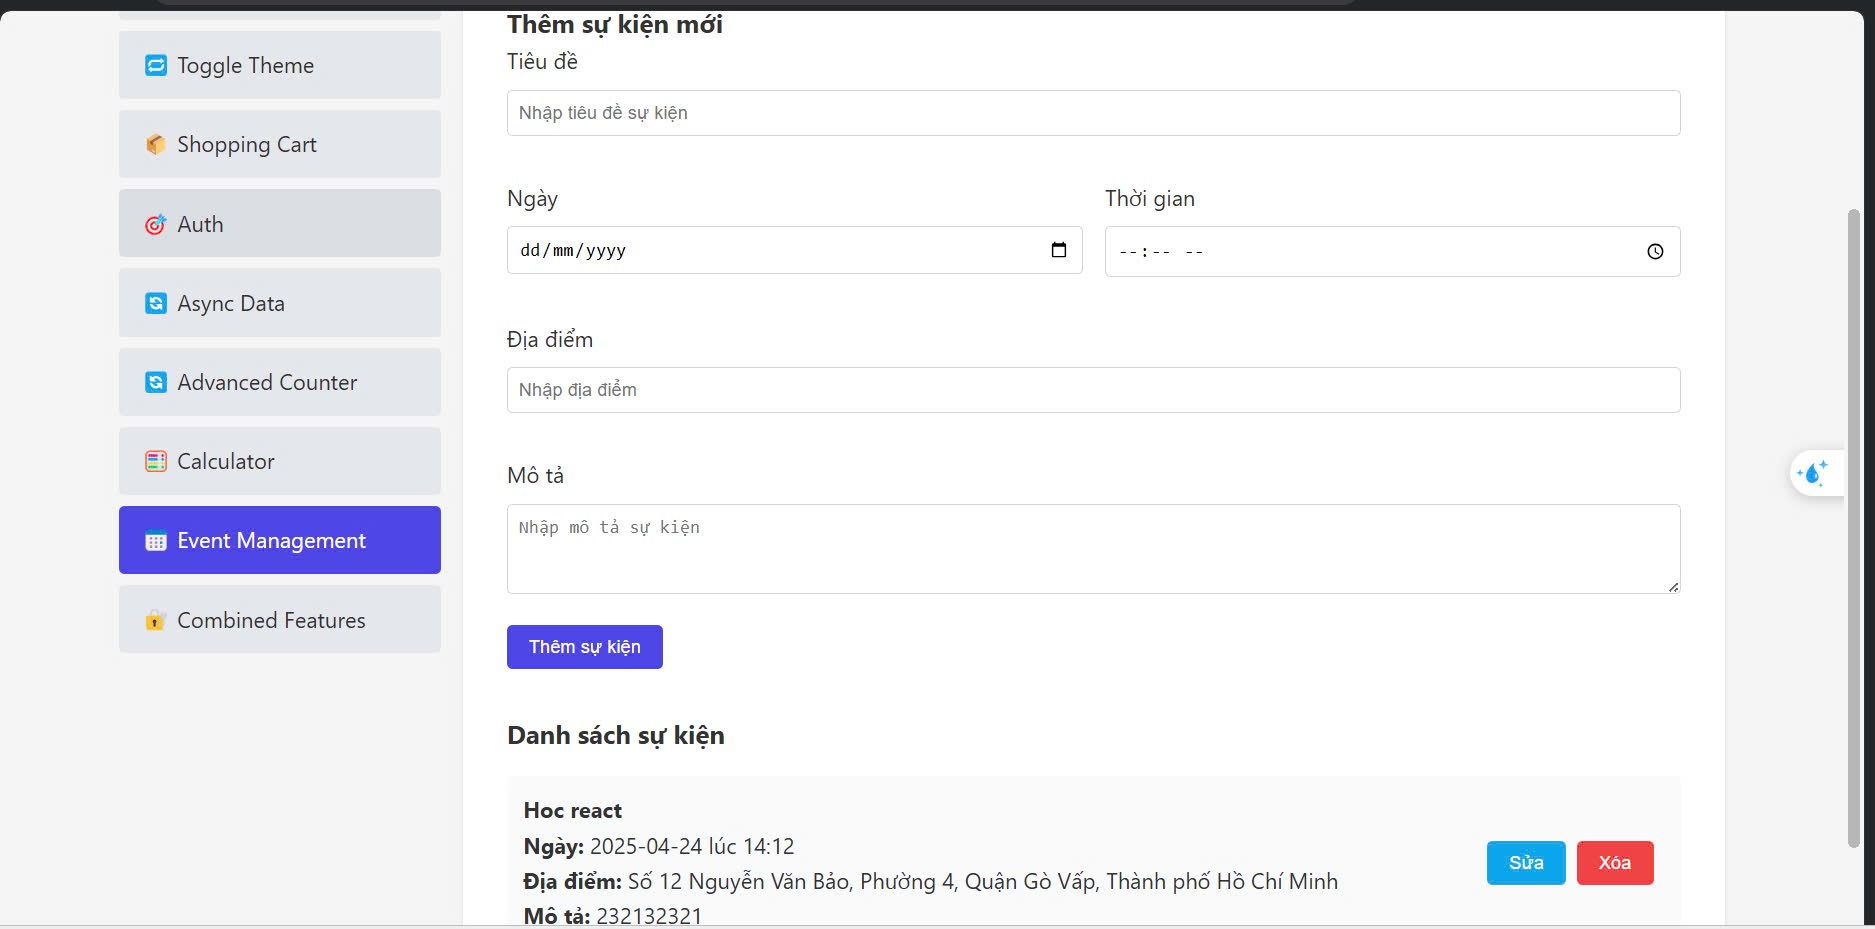 Toggle Theme
Shopping Cart
Auth
Async Data
Advanced Counter
Calculator
Event Management
Combined Features
Thêm sự kiện mới
Tiêu đề
Nhập tiêu đề sự kiện
Ngày
Thời gian
dd/mm/yyyy
--:-- --
Địa điểm
Nhập địa điểm
Mô tả
Nhập mô tả sự kiện
Thêm sự kiện
Danh sách sự kiện
Hoc react
Ngày: 2025-04-24 lúc 14:12
Địa điểm: Số 12 Nguyễn Văn Bảo, Phường 4, Quận Gò Vấp, Thành phố Hồ Chí Minh
Mô tả: 232132321
Sửa
Xóa